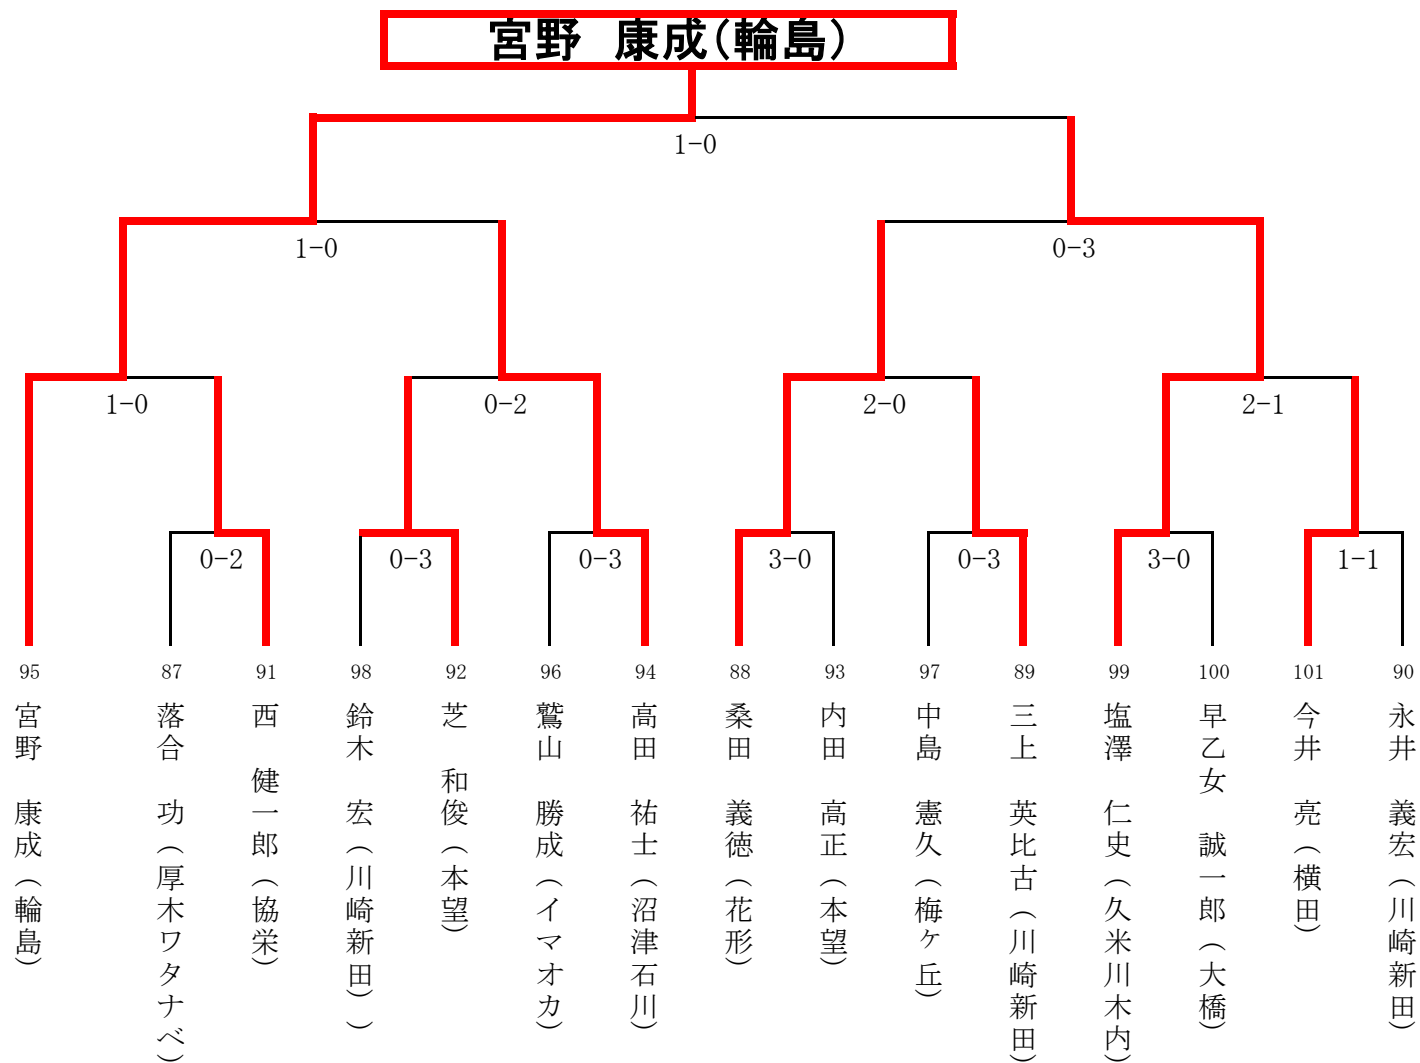 宮野　康成（輪島）
1-0
1-0
0-3
1-0
0-2
2-0
2-1
0-2
0-3
0-3
3-0
0-3
3-0
1-1
95
87
91
98
92
96
94
88
93
97
89
99
100
101
90
宮野　康成（輪島）
落合　功（厚木ワタナベ）
西　健一郎（協栄）
鈴木　宏（川崎新田））
芝　和俊（本望）
鷲山　勝成（イマオカ）
高田　祐士（沼津石川）
桑田　義徳（花形）
内田　高正（本望）
中島　憲久（梅ケ丘）
三上　英比古（川崎新田）
塩澤　仁史（久米川木内）
早乙女　誠一郎（大橋）
今井　亮（横田）
永井　義宏（川崎新田）